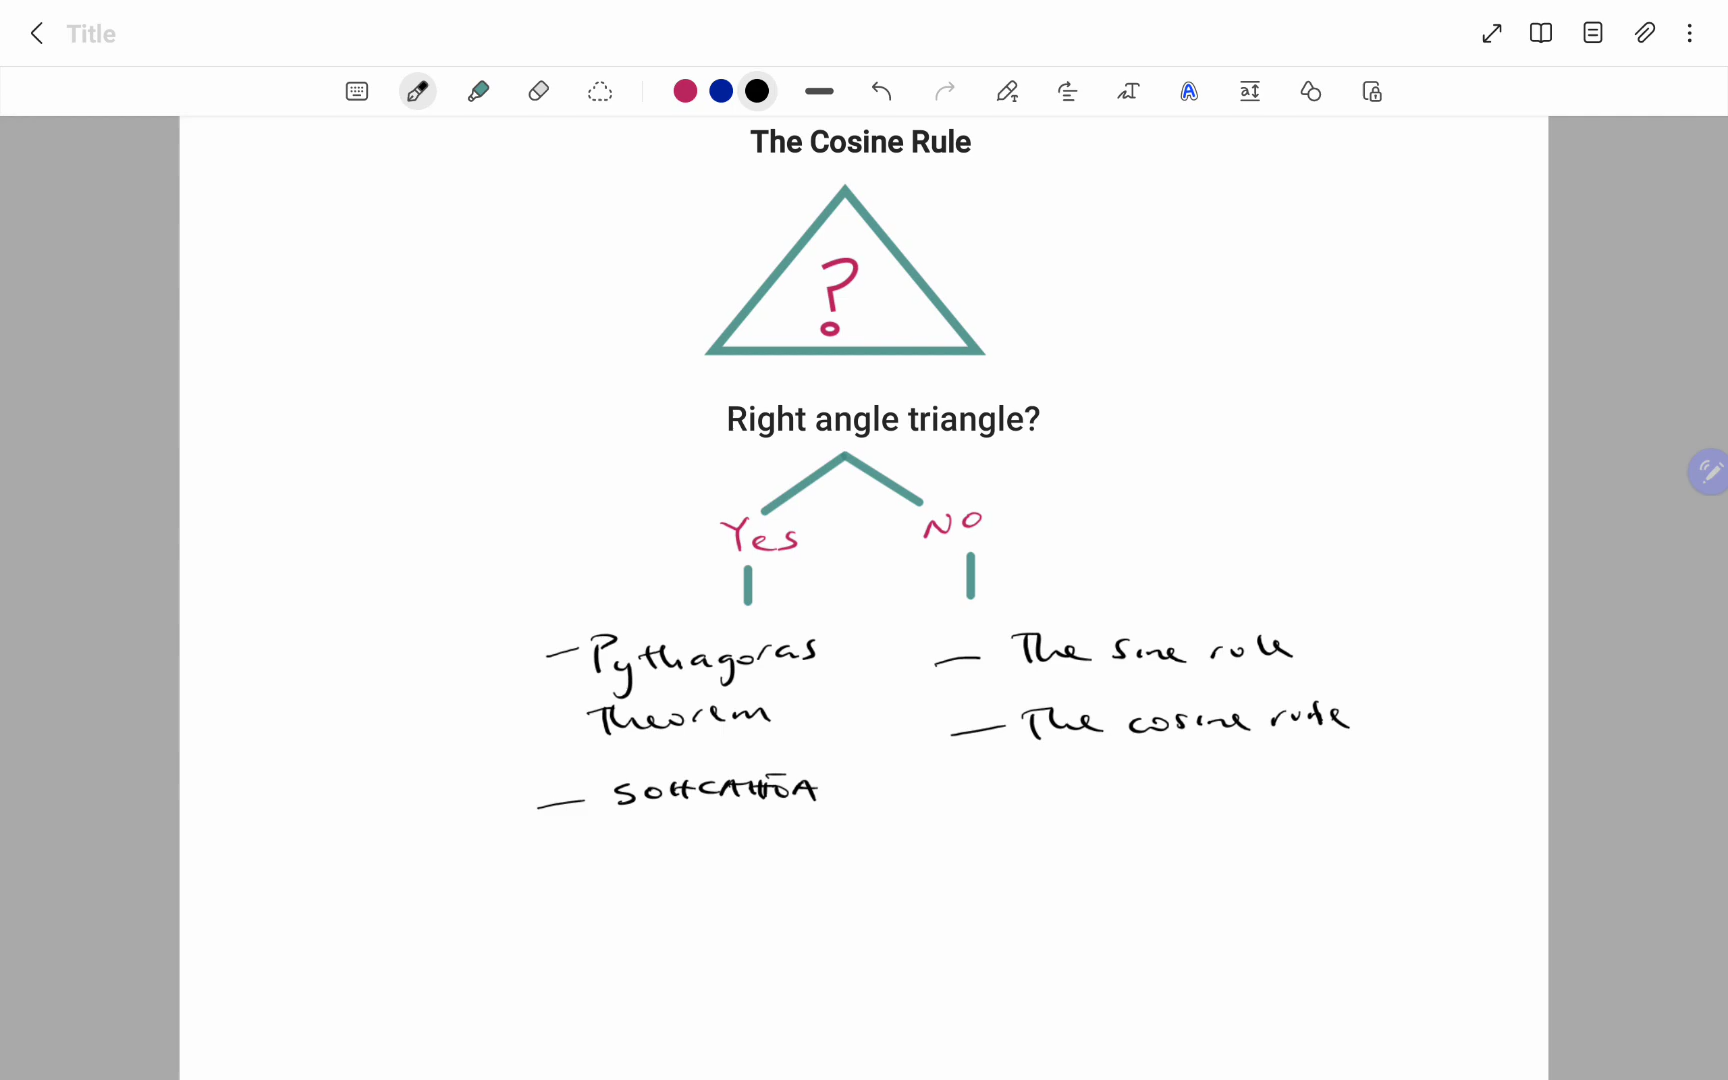 Title
The Cosine Rule
?
Right angle triangle?
Yes
NO
- Pythagoras
Theorem
- SOHCAHTOA
- The sine rule
- The cosine rule